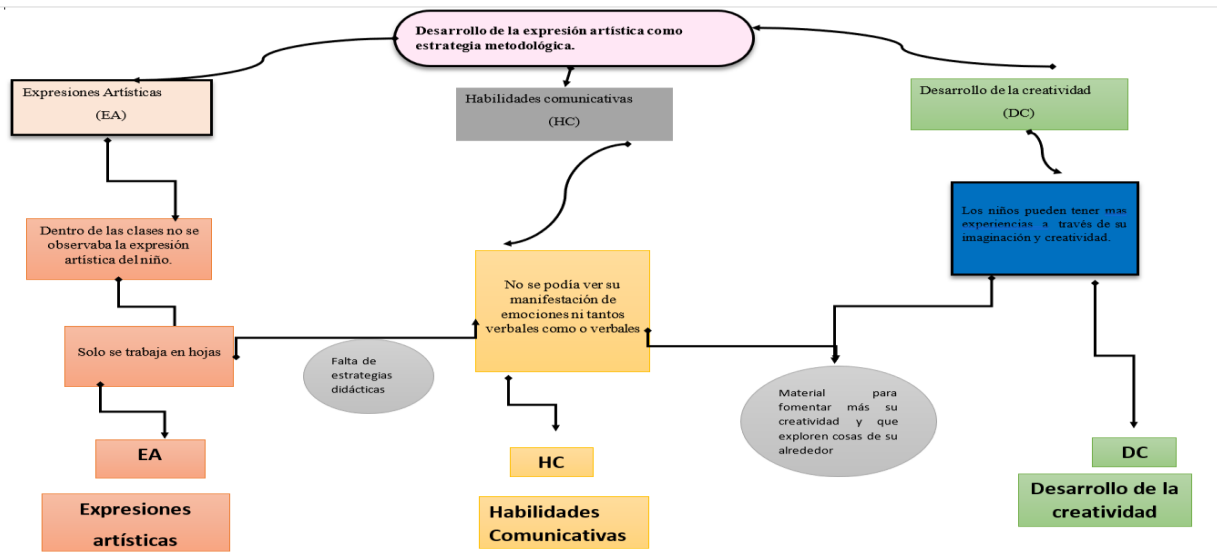 Desarrollo de la expresión artística como
estrategia metodológica.
Expresiones Artísticas
(EA)
Habilidades comunicativas
(HC)
Desarrollo de la creatividad
(DC)
Dentro de las clases no se
observaba la expresión
artística del niño.
No se podía ver su
manifestación de
emociones ni tantos
verbales como o verbales
Los niños pueden tener mas
experiencias a través de su
imaginación y creatividad.
Solo se trabaja en hojas
Falta de
estrategias
didácticas
Material para
fomentar más su
creatividad y que
exploren cosas de su
alrededor
EA
HC
DC
Expresiones
artísticas
Habilidades
Comunicativas
Desarrollo de la
creatividad